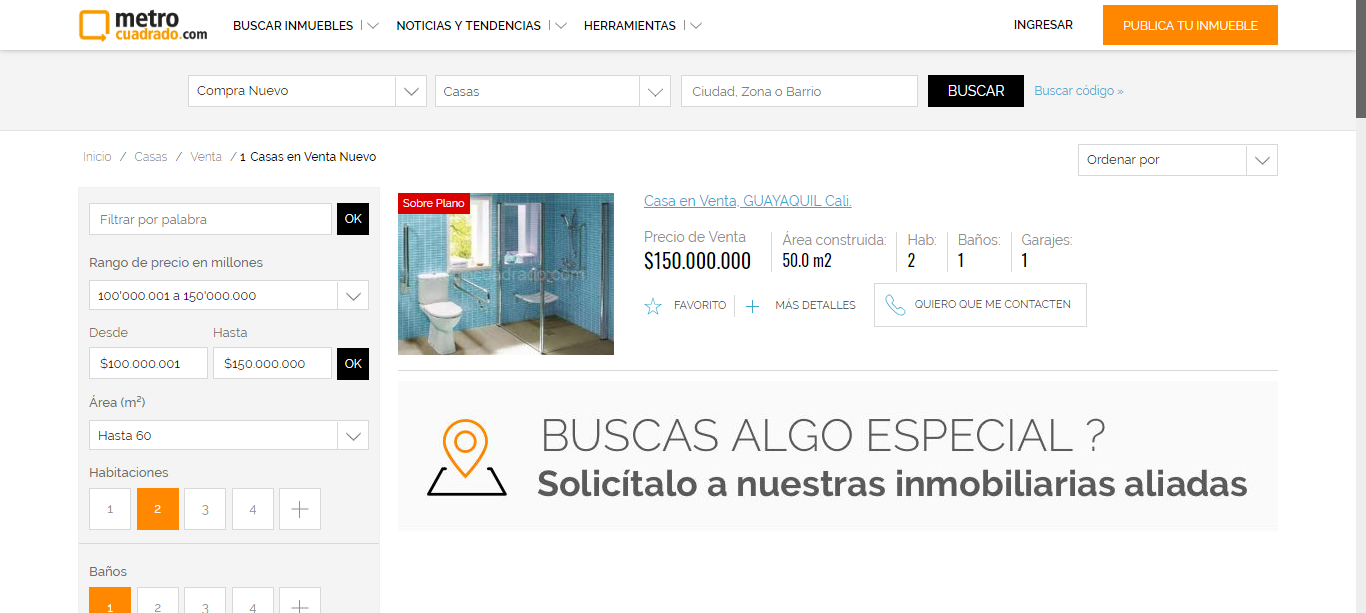 metro
cuadrado.com
BUSCAR INMUEBLES
NOTICIAS Y TENDENCIAS
HERRAMIENTAS
INGRESAR
PUBLICA TU INMUEBLE
Compra Nuevo
Casas
Ciudad, Zona o Barrio
BUSCAR
Buscar código »
Inicio / Casas / Venta / 1 Casas en Venta Nuevo
Ordenar por
Filtrar por palabra
OK
Rango de precio en millones
100'000.001 a 150'000.000
Desde
Hasta
$100.000.001
$150.000.000
OK
Área (m²)
Hasta 60
Habitaciones
1 2 3 4 +
Baños
1 2 3 4 +
Sobre Plano
Casa en Venta, GUAYAQUIL Cali.
Precio de Venta
$150.000.000
Área construida:
50.0 m2
Hab:
2
Baños:
1
Garajes:
1
FAVORITO
+ MÁS DETALLES
QUIERO QUE ME CONTACTEN
BUSCAS ALGO ESPECIAL ?
Solicítalo a nuestras inmobiliarias aliadas